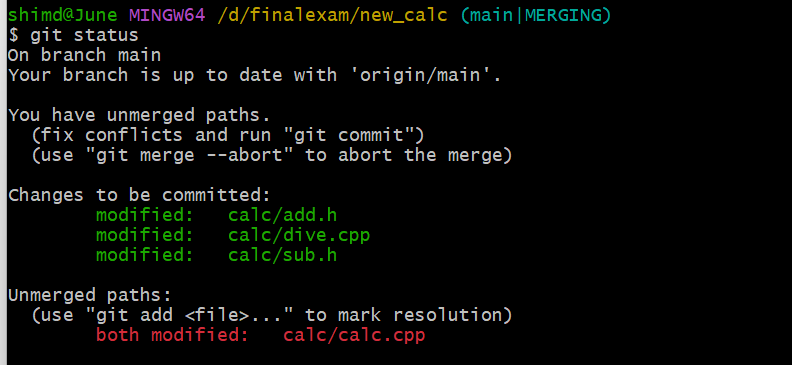 shimd@June MINGW64 /d/finalexam/new_calc (main|MERGING)
$ git status
On branch main
Your branch is up to date with 'origin/main'.

You have unmerged paths.
  (fix conflicts and run "git commit")
  (use "git merge --abort" to abort the merge)

Changes to be committed:
        modified:   calc/add.h
        modified:   calc/dive.cpp
        modified:   calc/sub.h

Unmerged paths:
  (use "git add <file>..." to mark resolution)
        both modified:   calc/calc.cpp